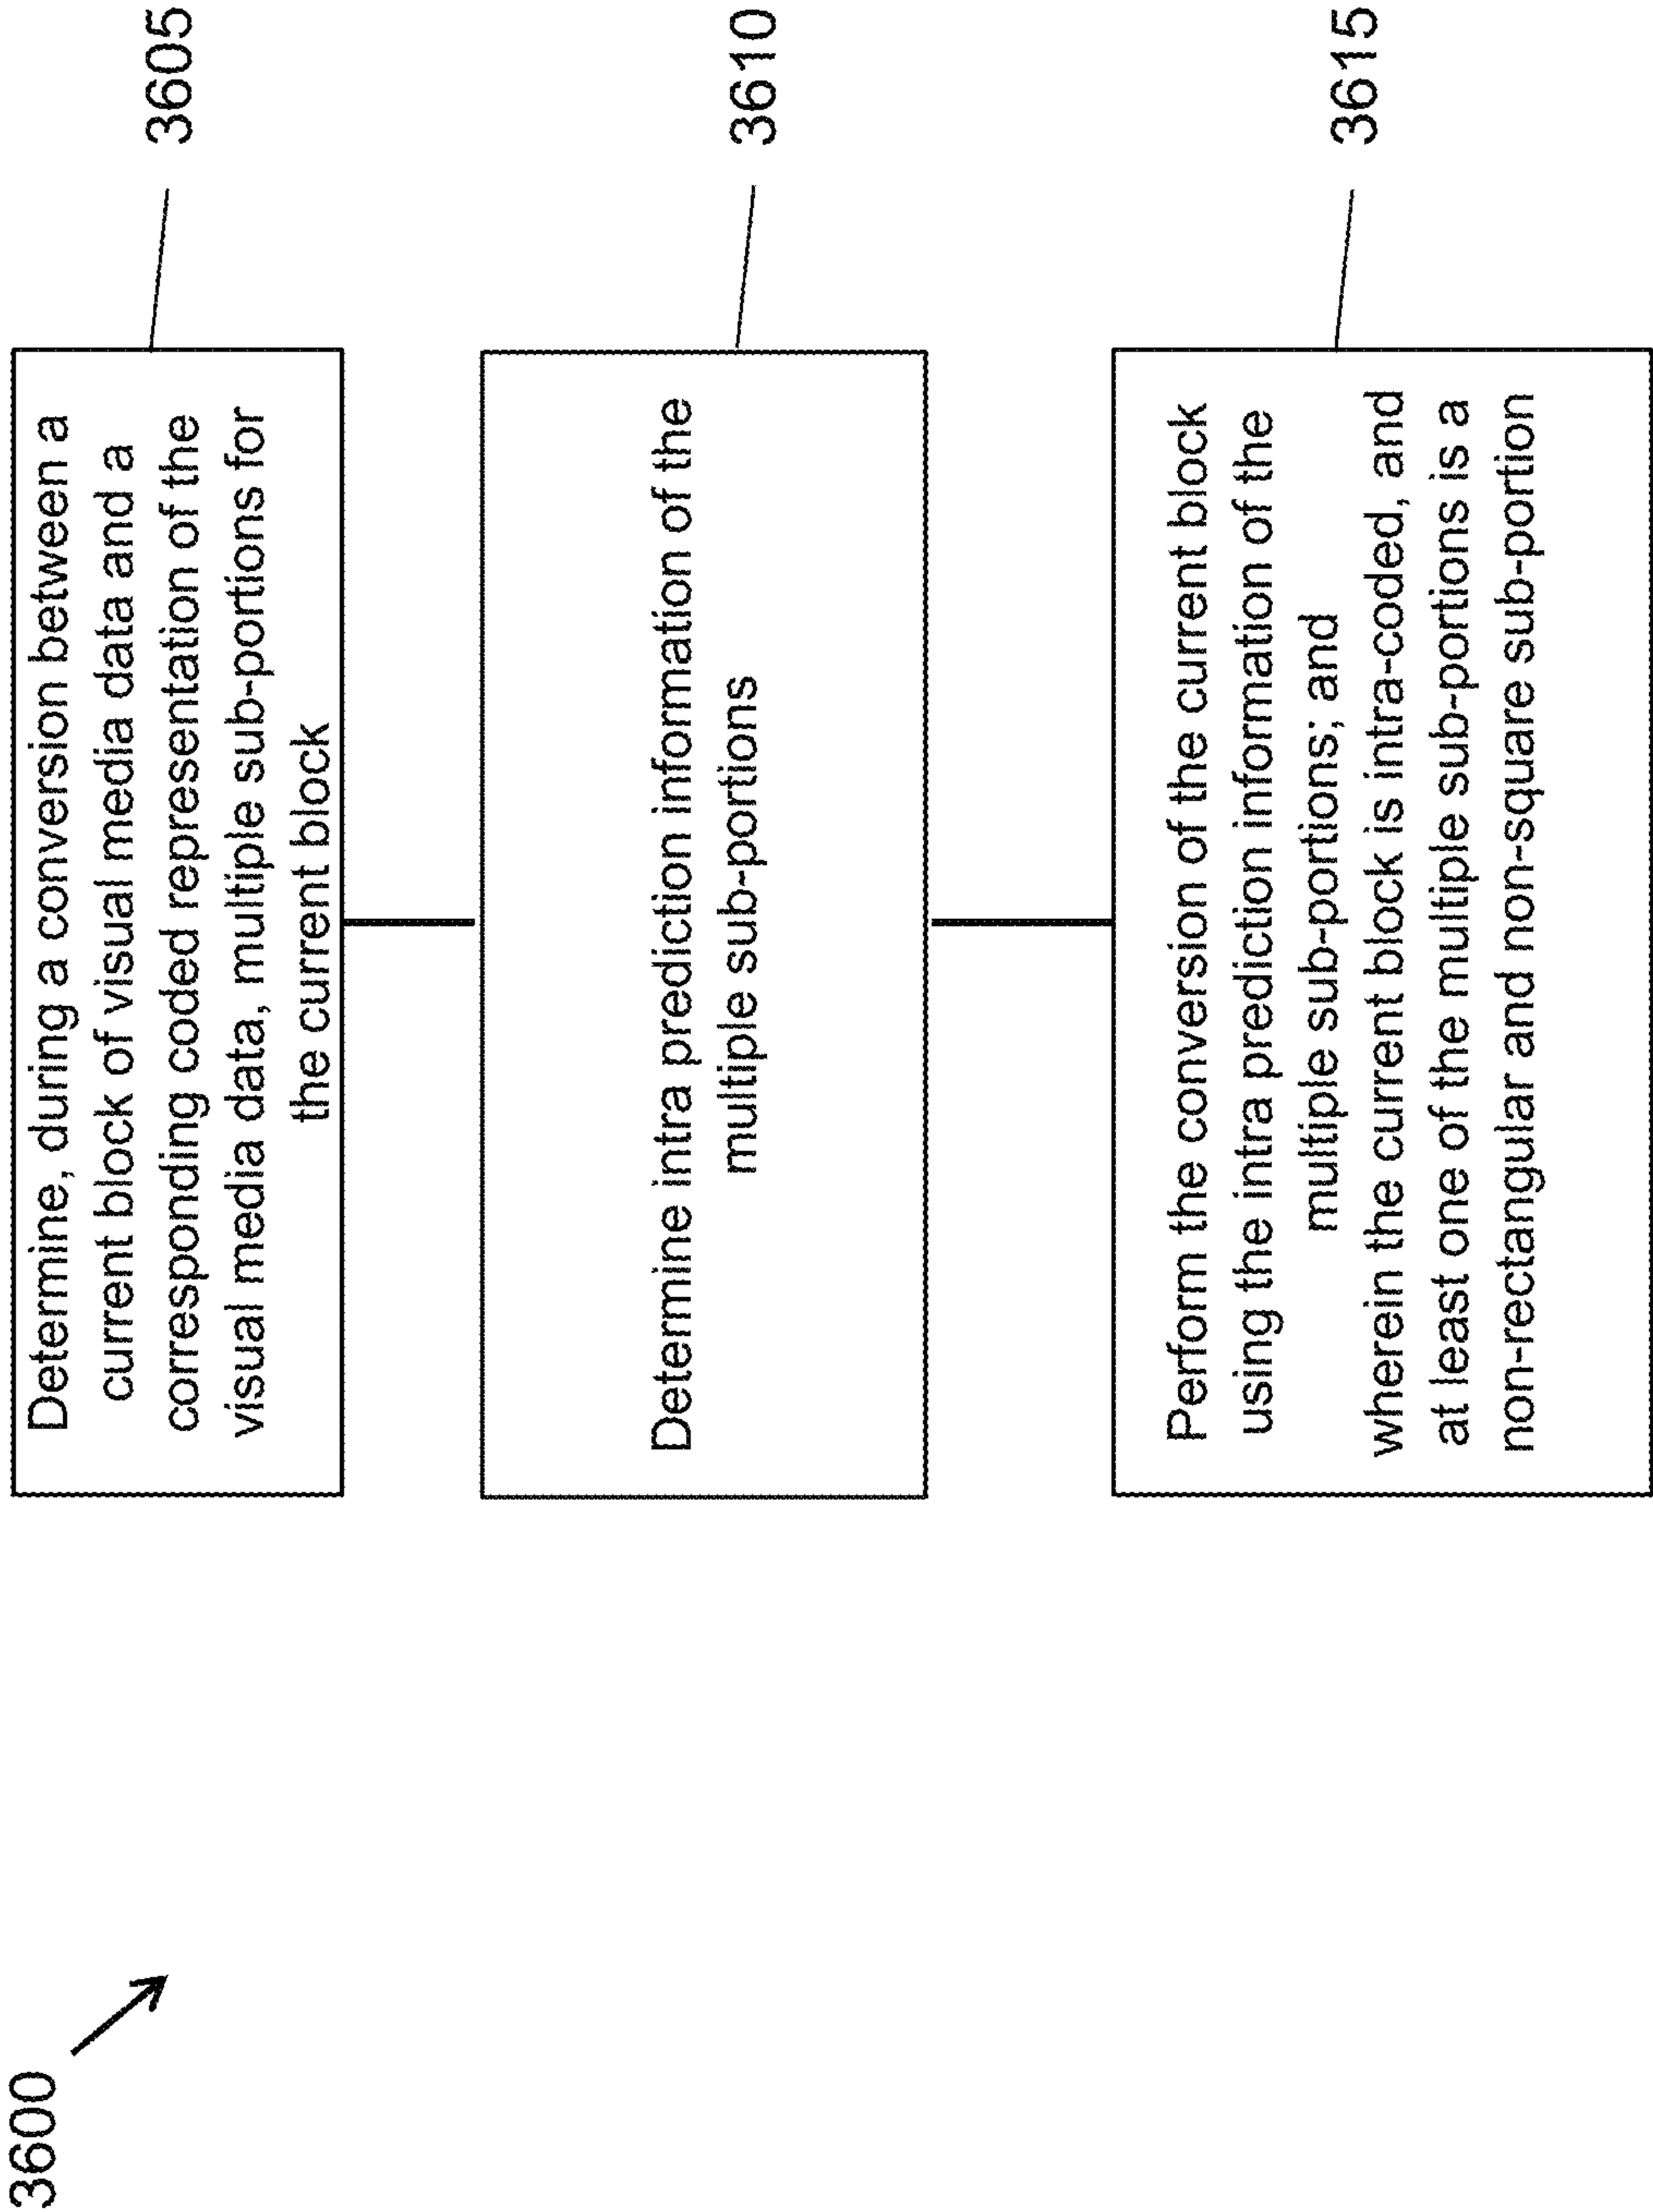 3600
Determine, during a conversion between a
current block of visual media data and a
corresponding coded representation of the
visual media data, multiple sub-portions for
the current block
3605
Determine intra prediction information of the
multiple sub-portions
3610
Perform the conversion of the current block
using the intra prediction information of the
multiple sub-portions; and
wherein the current block is intra-coded, and
at least one of the multiple sub-portions is a
non-rectangular and non-square sub-portion
3615